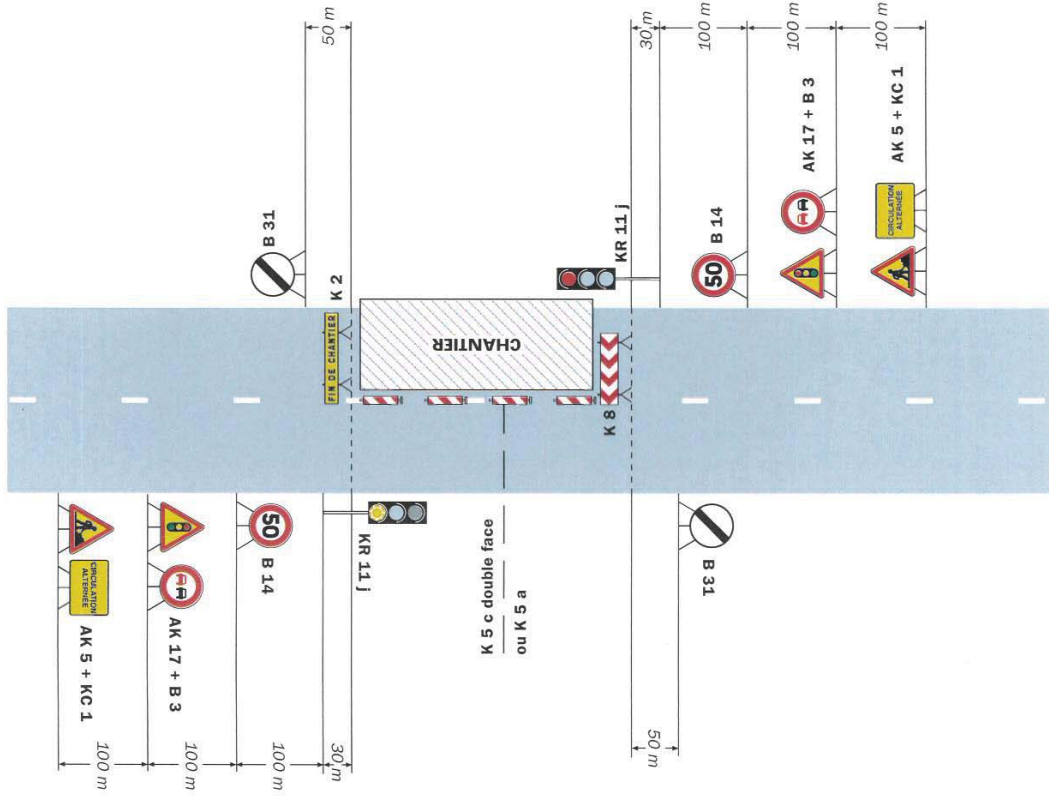 50 m
30 m
100 m
100 m
100 m
B 31
K 2
FIN DE CHANTIER
CHANTIER
KR 11 j
K 8
50
B 14
AK 17 + B 3
CIRCULATION
ALTERNÉE
AK 5 + KC 1
CIRCULATION
ALTERNÉE
AK 5 + KC 1
AK 17 + B 3
50
B 14
KR 11 j
K 5 c double face
ou K 5 a
B 31
100 m
100 m
100 m
30 m
50 m